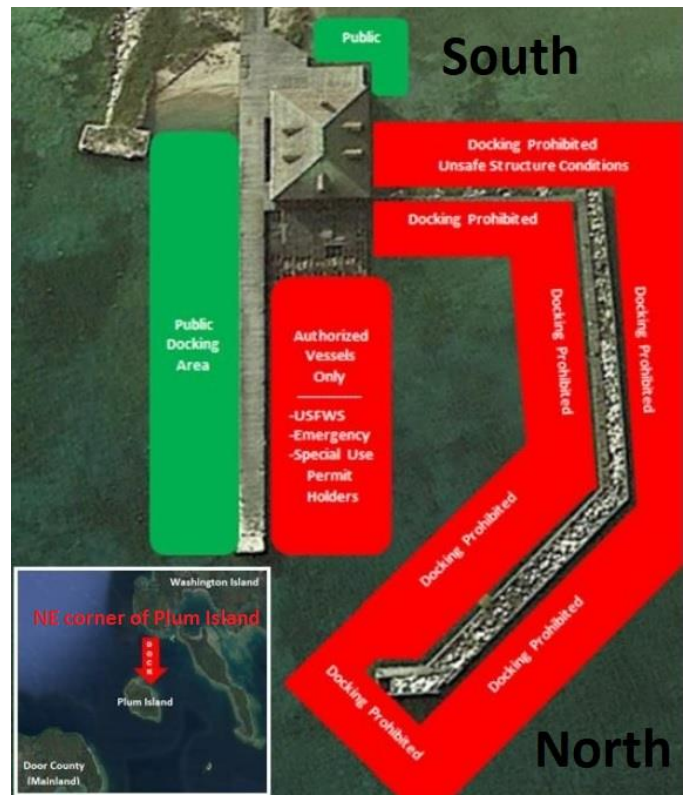 Public
South
Docking Prohibited
Unsafe Structure Conditions
Docking Prohibited
Docking Prohibited
Docking Prohibited
Public
Docking
Area
Authorized
Vessels
Only
-USFWS
-Emergency
-Special Use
Permit
Holders
Docking Prohibited
Docking Prohibited
Docking Prohibited
North
Washington Island
NE corner of Plum Island
DOCK
Plum Island
Door County
(Mainland)